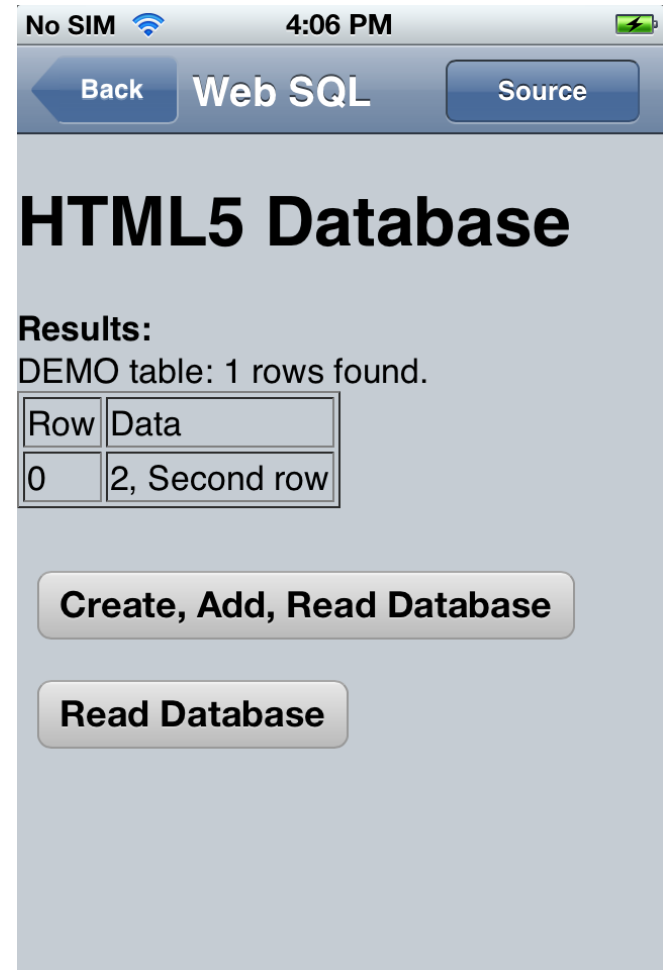 No SIM 4:06 PM
Back Web SQL Source
HTML5 Database
Results:
DEMO table: 1 rows found.
Row Data
0 2, Second row
Create, Add, Read Database
Read Database